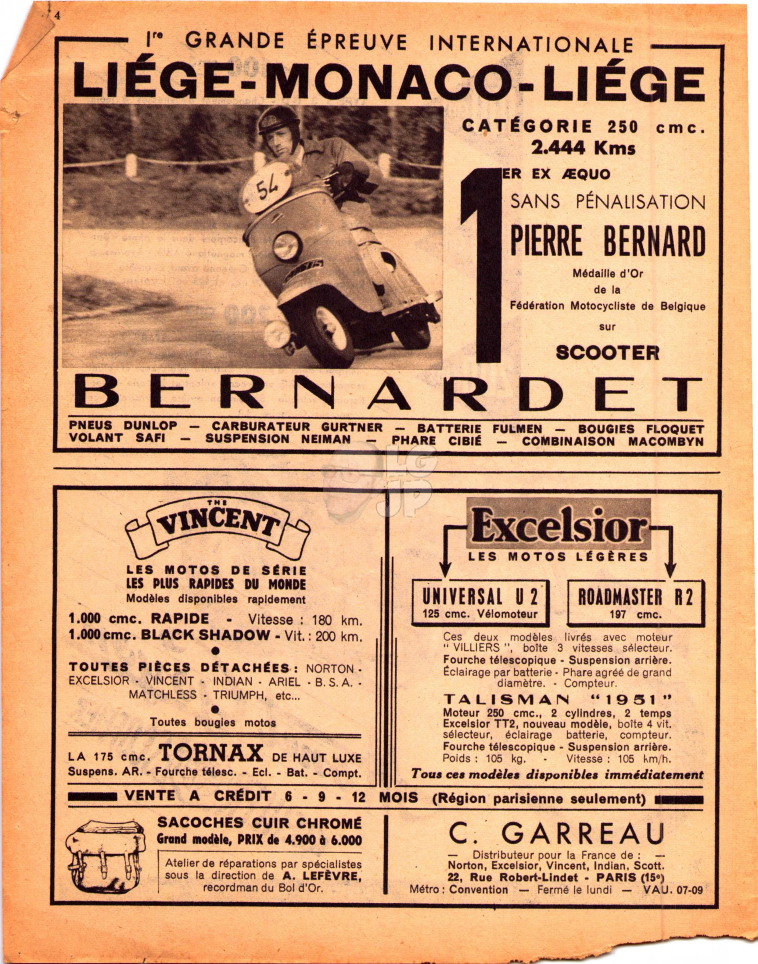 4
Ire GRANDE ÉPREUVE INTERNATIONALE
LIÉGE-MONACO-LIÉGE
54
CATÉGORIE 250 cmc.
2.444 Kms
1ER EX ÆQUO
SANS PÉNALISATION
PIERRE BERNARD
Médaille d'Or
de la
Fédération Motocycliste de Belgique
sur
SCOOTER
BERNARDET
PNEUS DUNLOP — CARBURATEUR GURTNER — BATTERIE FULMEN — BOUGIES FLOQUET
VOLANT SAFI — SUSPENSION NEIMAN — PHARE CIBIÉ — COMBINAISON MACOMBYN
LG
JP
THE
VINCENT
LES MOTOS DE SÉRIE
LES PLUS RAPIDES DU MONDE
Modèles disponibles rapidement
1.000 cmc. RAPIDE - Vitesse : 180 km.
1.000 cmc. BLACK SHADOW - Vit. : 200 km.
TOUTES PIÈCES DÉTACHÉES : NORTON -
EXCELSIOR - VINCENT - INDIAN - ARIEL - B.S.A. -
MATCHLESS - TRIUMPH, etc...
Toutes bougies motos
LA 175 cmc. TORNAX DE HAUT LUXE
Suspens. AR. - Fourche télesc. - Ecl. - Bat. - Compt.
Excelsior
LES MOTOS LÉGÈRES
UNIVERSAL U 2
125 cmc. Vélomoteur
ROADMASTER R 2
197 cmc.
Ces deux modèles livrés avec moteur
" VILLIERS ", boîte 3 vitesses sélecteur.
Fourche télescopique - Suspension arrière.
Éclairage par batterie - Phare agréé de grand
diamètre. - Compteur.
TALISMAN "1951"
Moteur 250 cmc., 2 cylindres, 2 temps
Excelsior TT2, nouveau modèle, boîte 4 vit.
sélecteur, éclairage batterie, compteur.
Fourche télescopique - Suspension arrière.
Poids : 105 kg. - Vitesse : 105 km/h.
Tous ces modèles disponibles immédiatement
VENTE A CRÉDIT 6 - 9 - 12 MOIS (Région parisienne seulement)
SACOCHES CUIR CHROMÉ
Grand modèle, PRIX de 4.900 à 6.000
Atelier de réparations par spécialistes
sous la direction de A. LEFÈVRE,
recordman du Bol d'Or.
C. GARREAU
— Distributeur pour la France de : —
Norton, Excelsior, Vincent, Indian, Scott.
22, Rue Robert-Lindet - PARIS (15e)
Métro : Convention — Fermé le lundi — VAU. 07-09